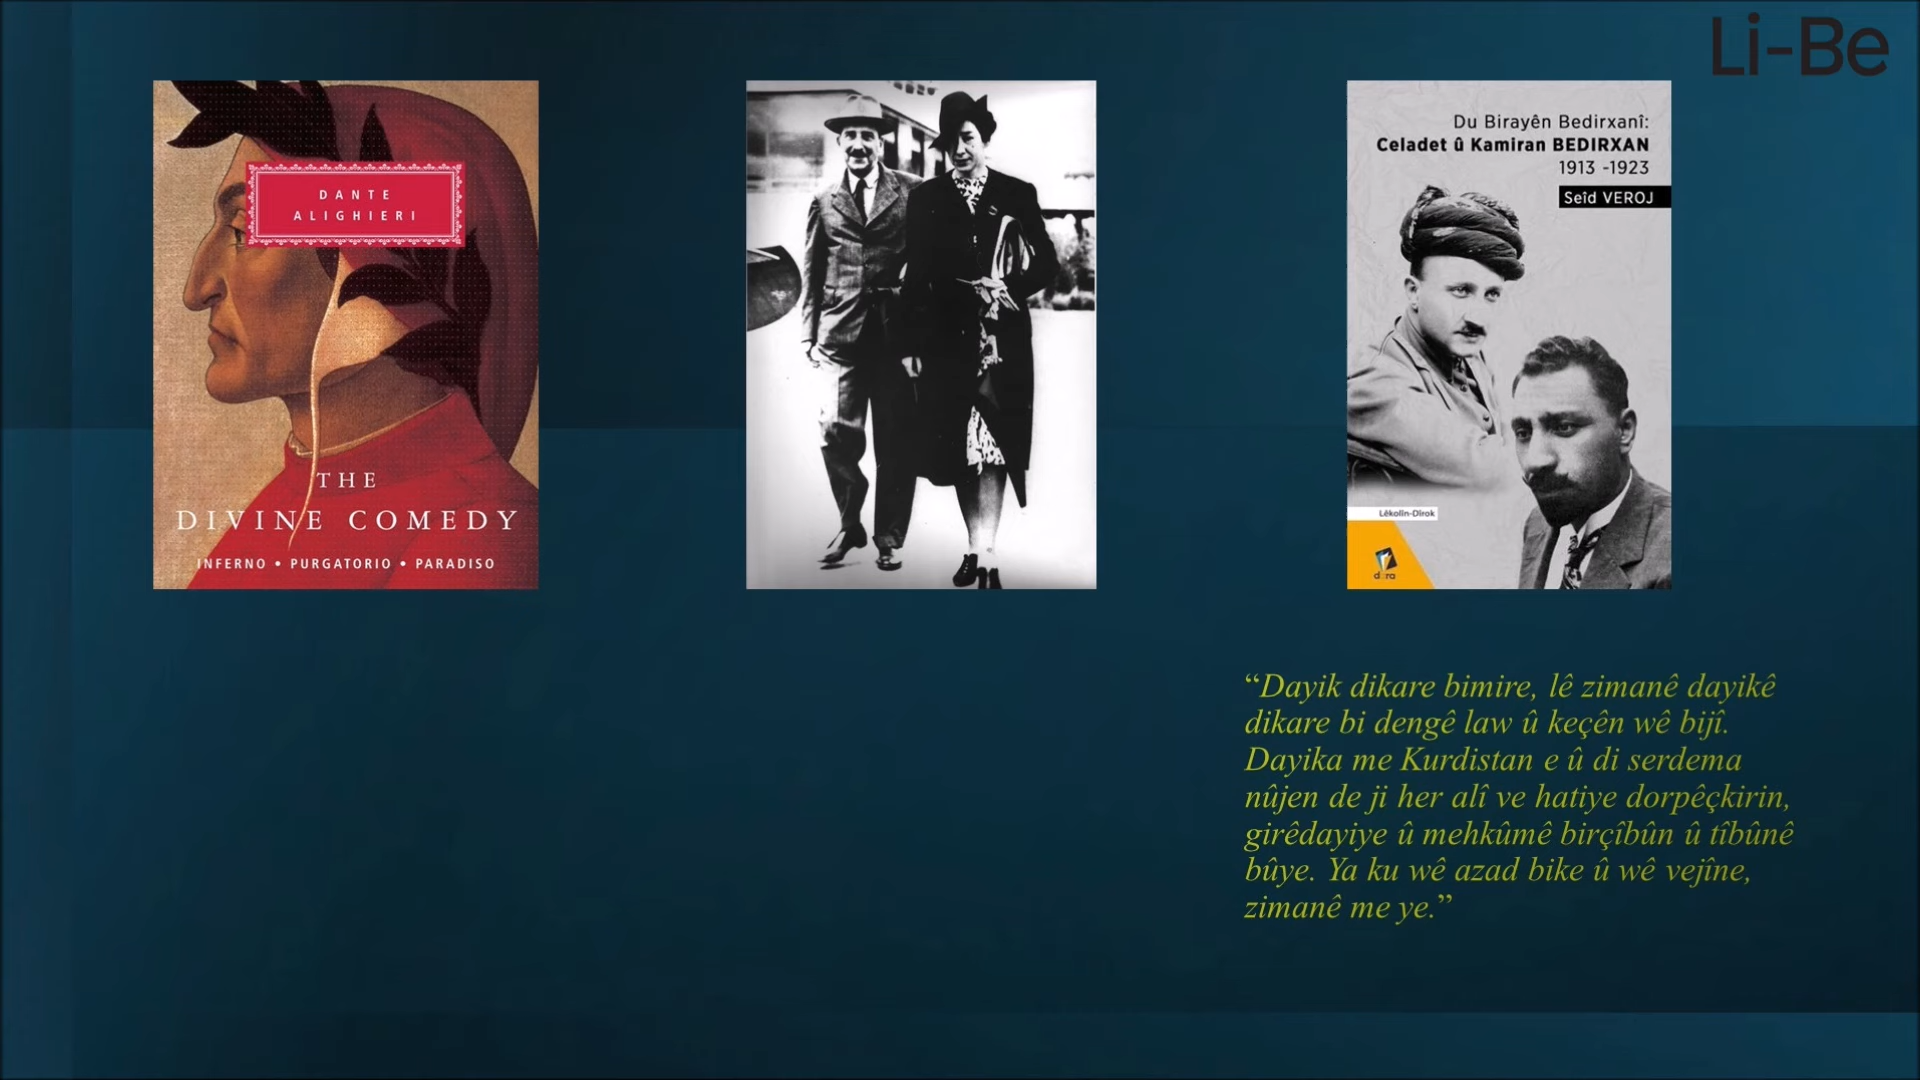 Li-Be
DANTE
ALIGHIERI
THE
DIVINE COMEDY
INFERNO • PURGATORIO • PARADISO
Du Birayên Bedirxanî:
Celadet û Kamiran BEDIRXAN
1913 -1923
Seîd VEROJ
Lêkolîn-Dîrok
dara
“Dayik dikare bimire, lê zimanê dayikê
dikare bi dengê law û keçên wê bijî.
Dayika me Kurdistan e û di serdema
nûjen de ji her alî ve hatiye dorpêçkirin,
girêdayiye û mehkûmê birçîbûn û tîbûnê
bûye. Ya ku wê azad bike û wê vejîne,
zimanê me ye.”